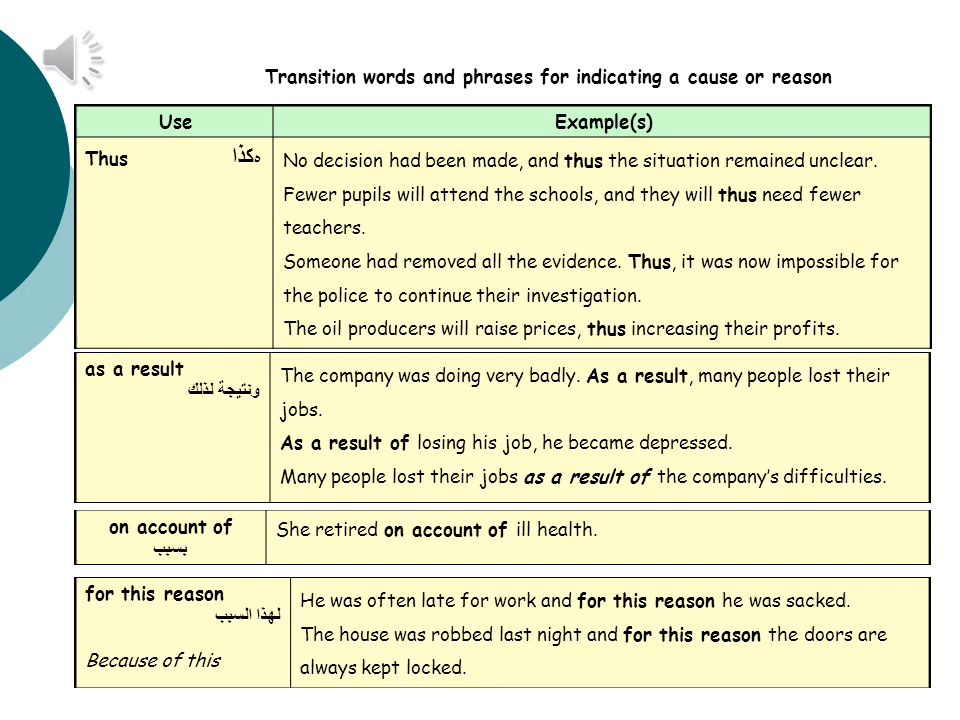 Transition words and phrases for indicating a cause or reason
Use Example(s)
Thus هكذا
No decision had been made, and thus the situation remained unclear.
Fewer pupils will attend the schools, and they will thus need fewer
teachers.
Someone had removed all the evidence. Thus, it was now impossible for
the police to continue their investigation.
The oil producers will raise prices, thus increasing their profits.
as a result
ونتيجة لذلك
The company was doing very badly. As a result, many people lost their
jobs.
As a result of losing his job, he became depressed.
Many people lost their jobs as a result of the company's difficulties.
on account of
بسبب
She retired on account of ill health.
for this reason
لهذا السبب
Because of this
He was often late for work and for this reason he was sacked.
The house was robbed last night and for this reason the doors are
always kept locked.